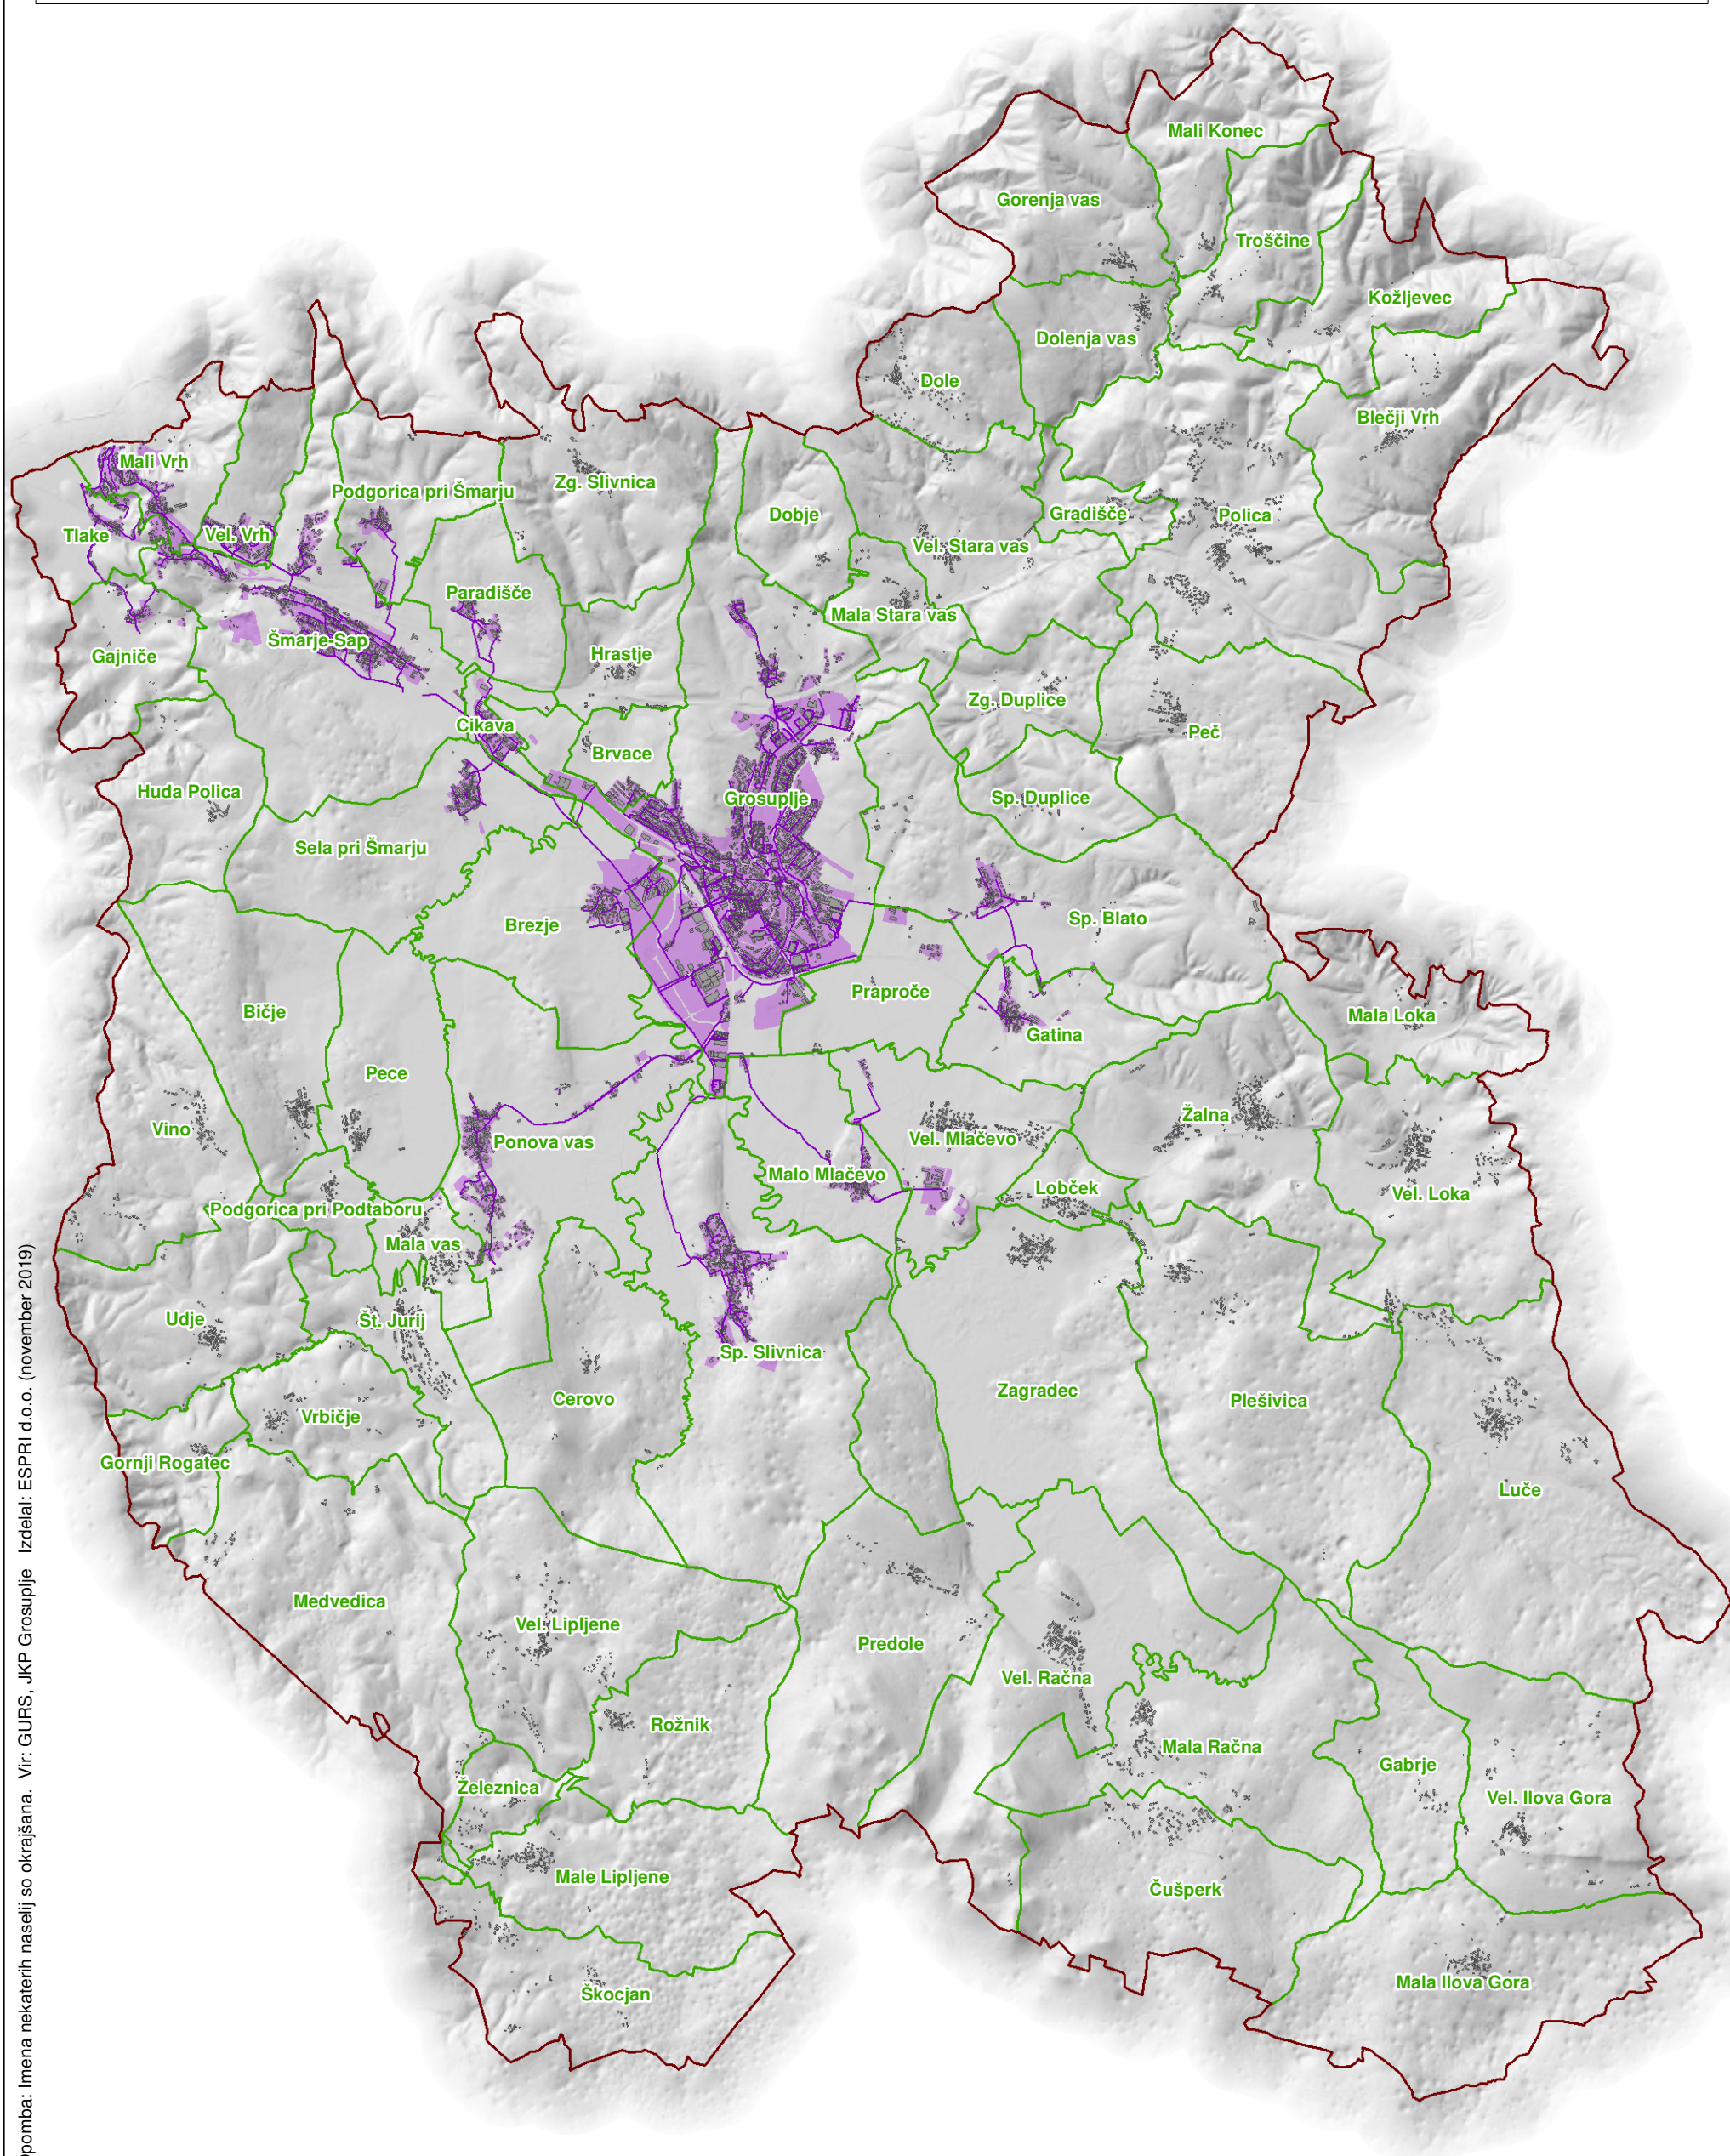 Mali Konec
Gorenja vas
Troščine
Kožljevec
Dolenja vas
Dole
Blečji Vrh
Mali Vrh
Zg. Slivnica
Podgorica pri Šmarju
Dobje
Gradišče
Polica
Tlake
Vel. Vrh
Vel. Stara vas
Paradišče
Mala Stara vas
Šmarje-Sap
Hrastje
Gajniče
Zg. Duplice
Cikava
Peč
Brvace
Huda Polica
Grosuplje
Sp. Duplice
Sela pri Šmarju
Sp. Blato
Brezje
Praproče
Bičje
Mala Loka
Gatina
Pece
Žalna
Vino
Ponova vas
Vel. Mlačevo
Malo Mlačevo
Lobček
Vel. Loka
Podgorica pri Podtaboru
Mala vas
Udje
Št. Jurij
Sp. Slivnica
Zagradec
Cerovo
Plešivica
Vrbičje
Gornji Rogatec
Luče
Medvedica
Vel. Lipljene
Predole
Vel. Račna
Rožnik
Mala Račna
Gabrje
Železnica
Vel. Ilova Gora
Male Lipljene
Čušperk
Mala Ilova Gora
Škocjan
pomba: Imena nekaterih naselij so okrajšana. Vir: GURS, JKP Grosuplje Izdelal: ESPRI d.o.o. (november 2019)